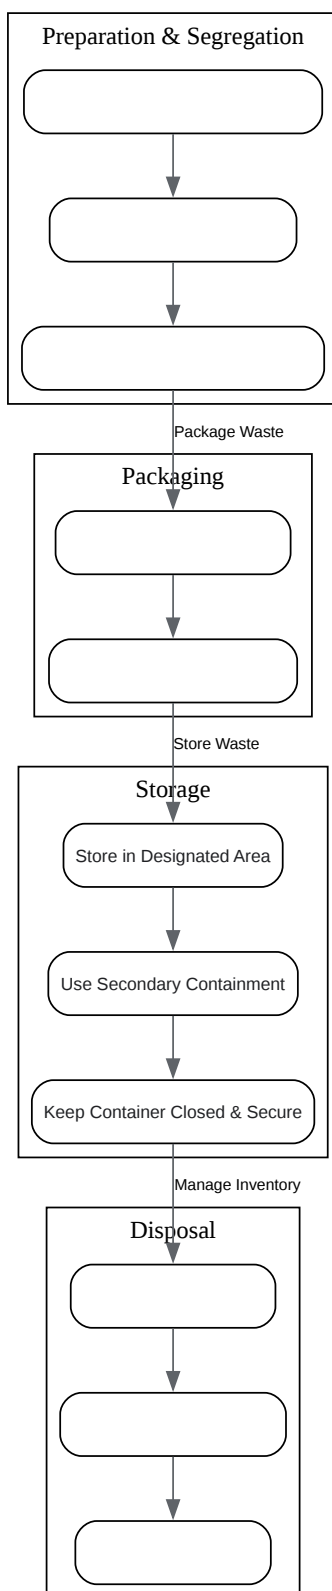 Preparation & Segregation
Package Waste
Packaging
Store Waste
Storage
Store in Designated Area
Use Secondary Containment
Keep Container Closed & Secure
Manage Inventory
Disposal